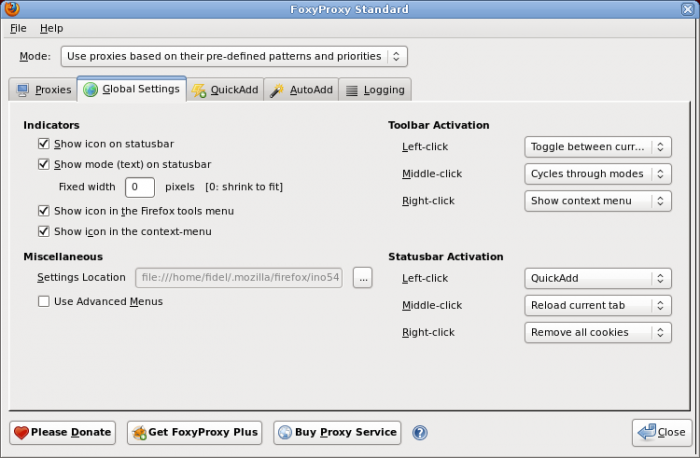 FoxyProxy Standard
File Help
Mode: Use proxies based on their pre-defined patterns and priorities
Proxies Global Settings QuickAdd AutoAdd Logging
Indicators
Show icon on statusbar
Show mode (text) on statusbar
Fixed width 0 pixels [0: shrink to fit]
Show icon in the Firefox tools menu
Show icon in the context-menu
Miscellaneous
Settings Location file:///home/fidel/.mozilla/firefox/ino54 ...
Use Advanced Menus
Toolbar Activation
Left-click Toggle between curr...
Middle-click Cycles through modes
Right-click Show context menu
Statusbar Activation
Left-click QuickAdd
Middle-click Reload current tab
Right-click Remove all cookies
Please Donate Get FoxyProxy Plus Buy Proxy Service ? Close